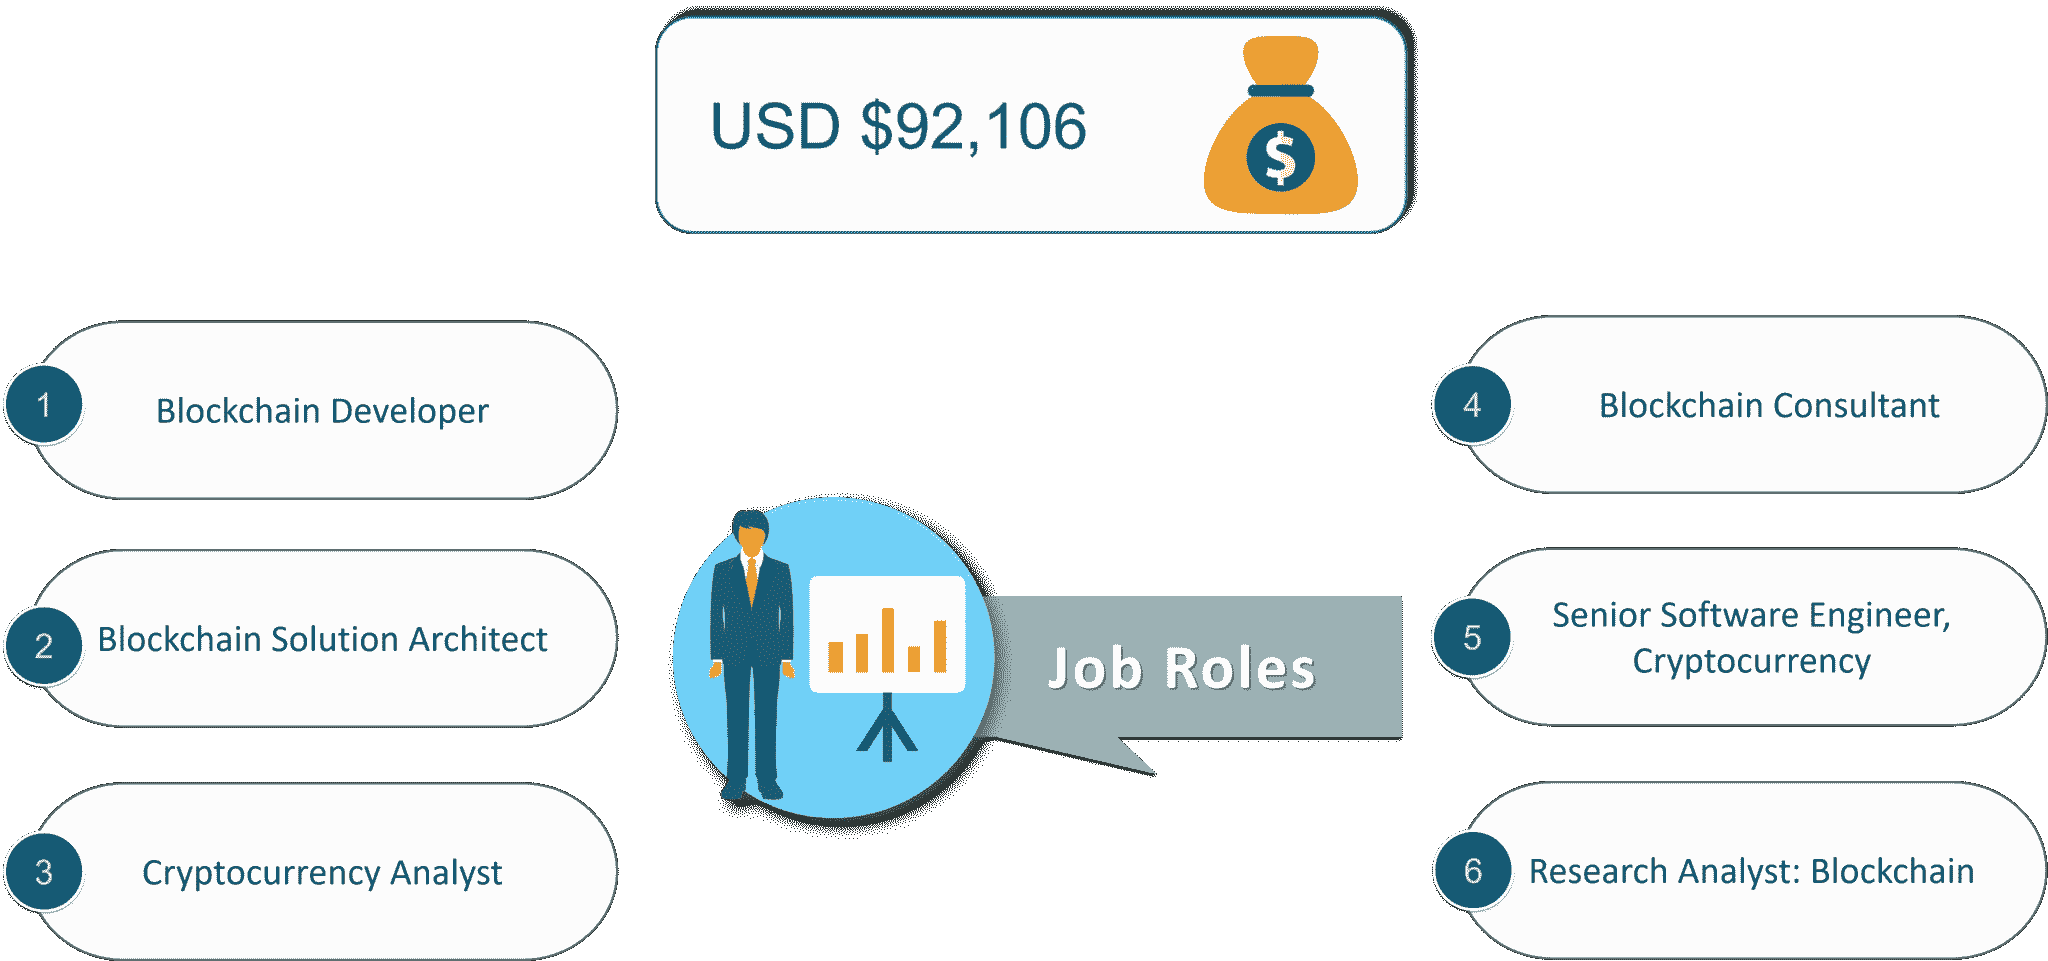 USD $92,106
$
1
Blockchain Developer
2
Blockchain Solution Architect
3
Cryptocurrency Analyst
Job Roles
4
Blockchain Consultant
5
Senior Software Engineer,
Cryptocurrency
6
Research Analyst: Blockchain